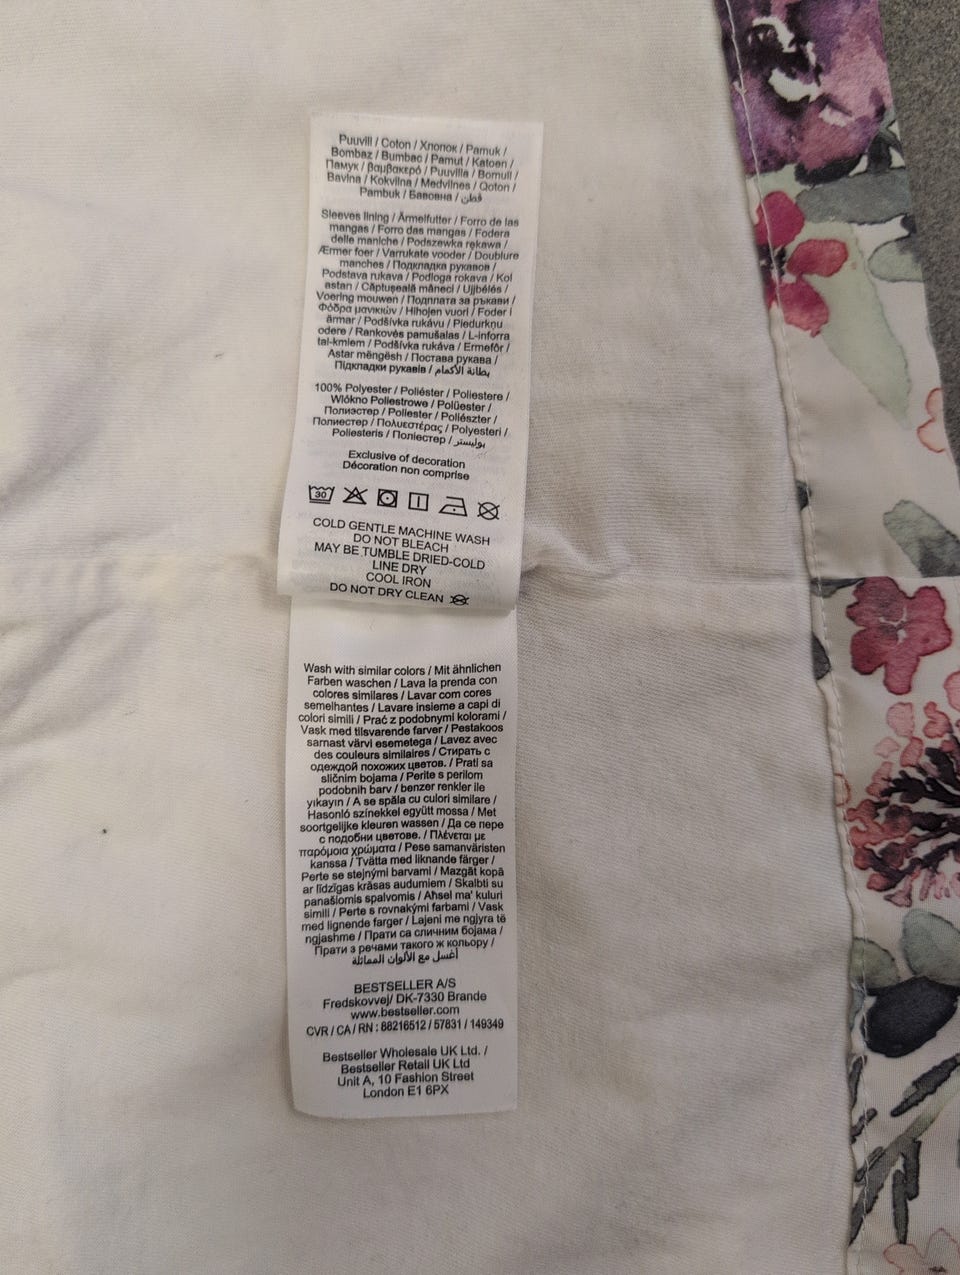 Puuvill / Coton / Хлопок / Pamuk /
Bombaz / Bumbac / Pamut / Katoen /
Памук / Βαμβακερό / Puuvilla / Bomull /
Bavlna / Kokvilna / Medvilnes / Qoton /
Pambuk / Бавовна / قطن
Sleeves lining / Ärmelfutter / Forro de las
mangas / Forro das mangas / Fodera
delle maniche / Podszewka rękawa /
Ærmer foer / Varrukate vooder / Doublure
manches / Подкладка рукавов /
Podstava rukava / Podloga rokava / Kol
astarı / Căptușeală mâneci / Ujjbélés /
Voering mouwen / Подплата за ръкави /
Φόδρα μανικιών / Hihojen vuori / Foder i
ärmar / Podšívka rukávu / Piedurkņu
odere / Rankovės pamušalas / L-inforra
tal-kmiem / Podšívka rukáva / Ermefôr /
Astar mëngësh / Постава рукава /
Підкладки рукавів / بطانة الأكمام
100% Polyester / Poliéster / Poliestere /
Włókno Poliestrowe / Polüester /
Полиэстер / Poliester / Poliészter /
Полиестер / Πολυεστέρας / Polyesteri /
Poliesteris / Поліестер / بوليستر
Exclusive of decoration
Décoration non comprise
30
COLD GENTLE MACHINE WASH
DO NOT BLEACH
MAY BE TUMBLE DRIED-COLD
LINE DRY
COOL IRON
DO NOT DRY CLEAN
Wash with similar colors / Mit ähnlichen
Farben waschen / Lava la prenda con
colores similares / Lavar com cores
semelhantes / Lavare insieme a capi di
colori simili / Prać z podobnymi kolorami /
Vask med tilsvarende farver / Pestakoos
sarnast värvi esemetega / Lavez avec
des couleurs similaires / Стирать с
одеждой похожих цветов. / Prati sa
sličnim bojama / Perite s perilom
podobnih barv / benzer renkler ile
yıkayın / A se spăla cu culori similare /
Hasonló színekkel együtt mossa / Met
soortgelijke kleuren wassen / Да се пере
с подобни цветове. / Πλένεται με
παρόμοια χρώματα / Pese samanväristen
kanssa / Tvätta med liknande färger /
Perte se stejnými barvami / Mazgāt kopā
ar līdzīgas krāsas audumiem / Skalbti su
panašiomis spalvomis / Aħsel ma' kuluri
simili / Perte s rovnakými farbami / Vask
med lignende farger / Lajeni me ngjyra të
ngjashme / Прати са сличним бојама /
Прати з речами такого ж кольору /
أغسل مع الألوان المماثلة
BESTSELLER A/S
Fredskovvej/ DK-7330 Brande
www.bestseller.com
CVR / CA / RN : 88216512 / 57831 / 149349
Bestseller Wholesale UK Ltd. /
Bestseller Retail UK Ltd
Unit A, 10 Fashion Street
London E1 6PX